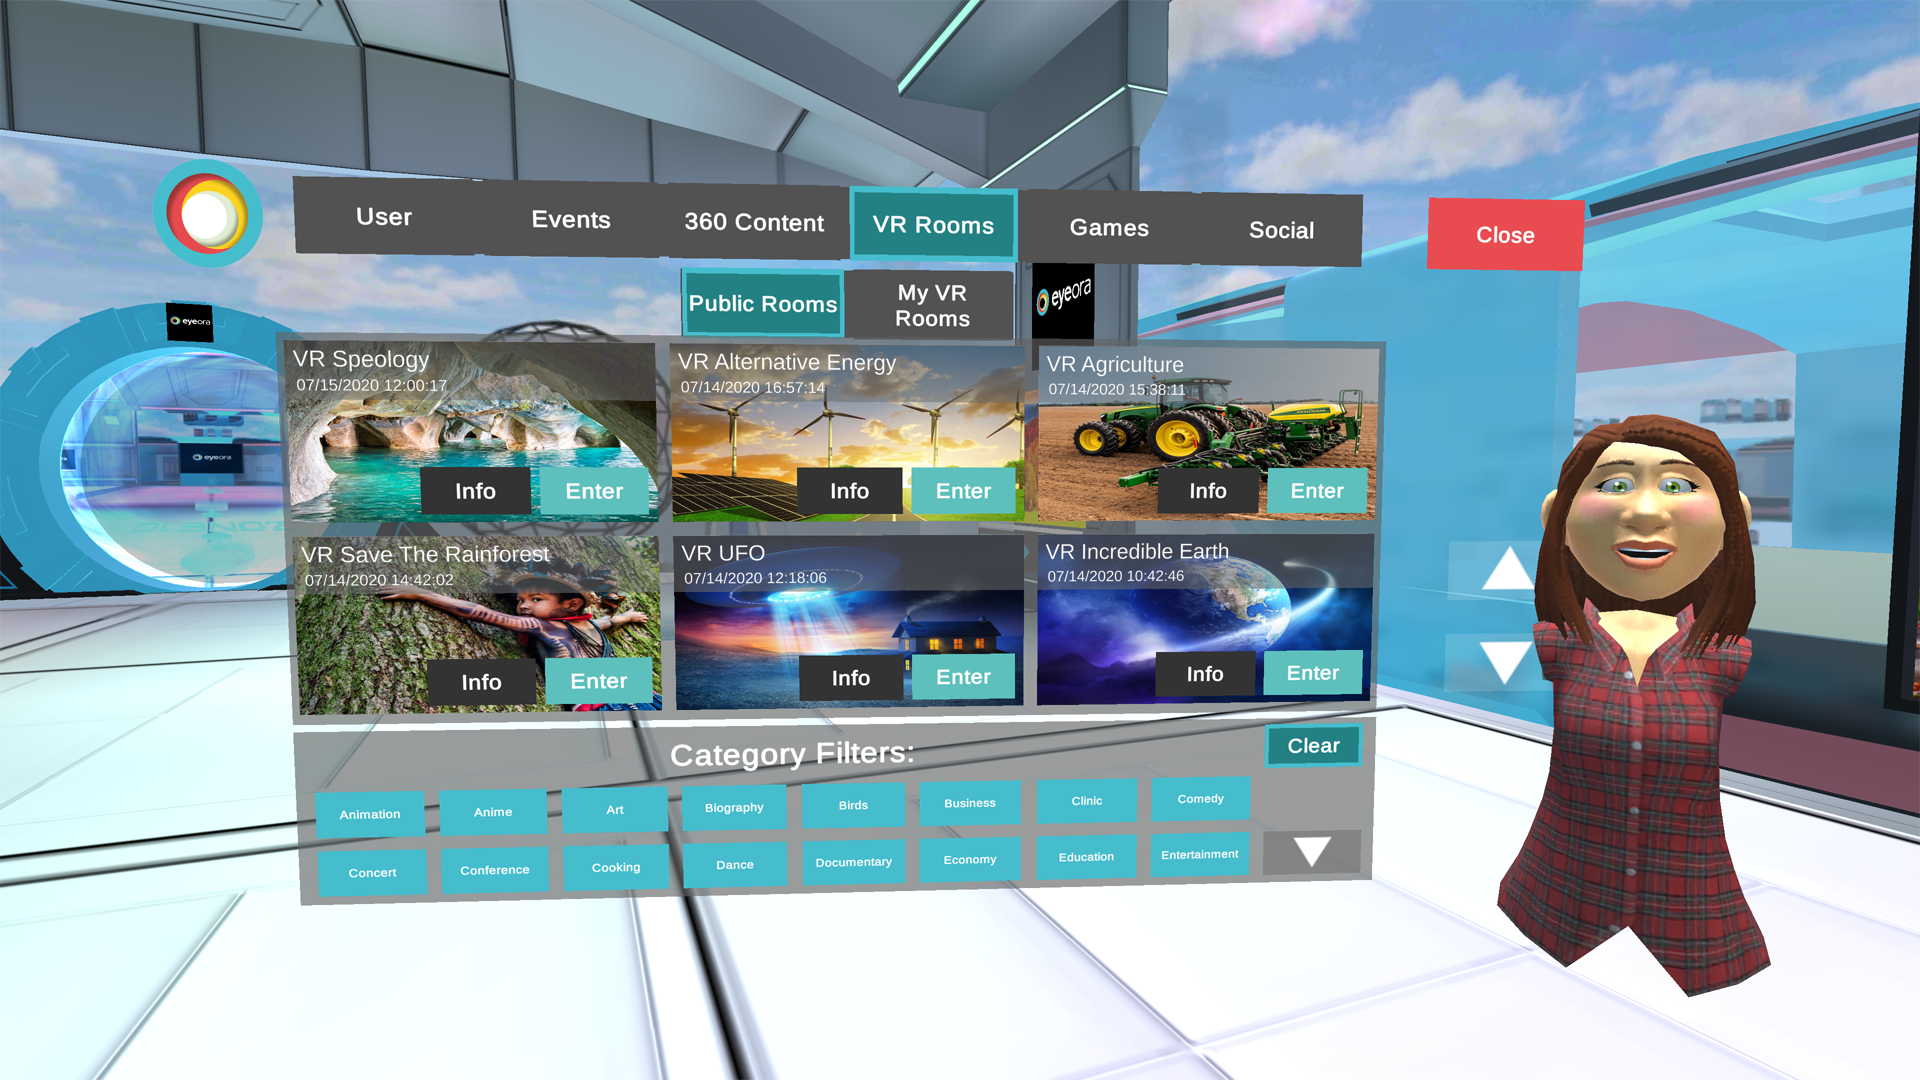 User
Events
360 Content
VR Rooms
Games
Social
Close
Public Rooms
My VR
Rooms
eyeora
eyeora
eyeora
VR Speology
07/15/2020 12:00:17
Info
Enter
VR Alternative Energy
07/14/2020 16:57:14
Info
Enter
VR Agriculture
07/14/2020 15:38:11
Info
Enter
VR Save The Rainforest
07/14/2020 14:42:02
Info
Enter
VR UFO
07/14/2020 12:18:06
Info
Enter
VR Incredible Earth
07/14/2020 10:42:46
Info
Enter
Category Filters:
Clear
Animation
Anime
Art
Biography
Birds
Business
Clinic
Comedy
Concert
Conference
Cooking
Dance
Documentary
Economy
Education
Entertainment